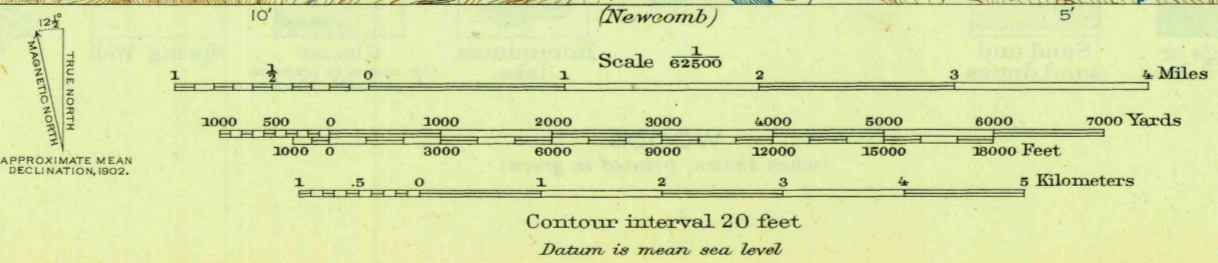 10′ (Newcomb) 5′
12½°
TRUE NORTH
MAGNETIC NORTH
APPROXIMATE MEAN
DECLINATION, 1902.
Scale 1/62500
1 ½ 0 1 2 3 4 Miles
1000 500 0 1000 2000 3000 4000 5000 6000 7000 Yards
1000 0 3000 6000 9000 12000 15000 18000 Feet
1 .5 0 1 2 3 4 5 Kilometers
Contour interval 20 feet
Datum is mean sea level